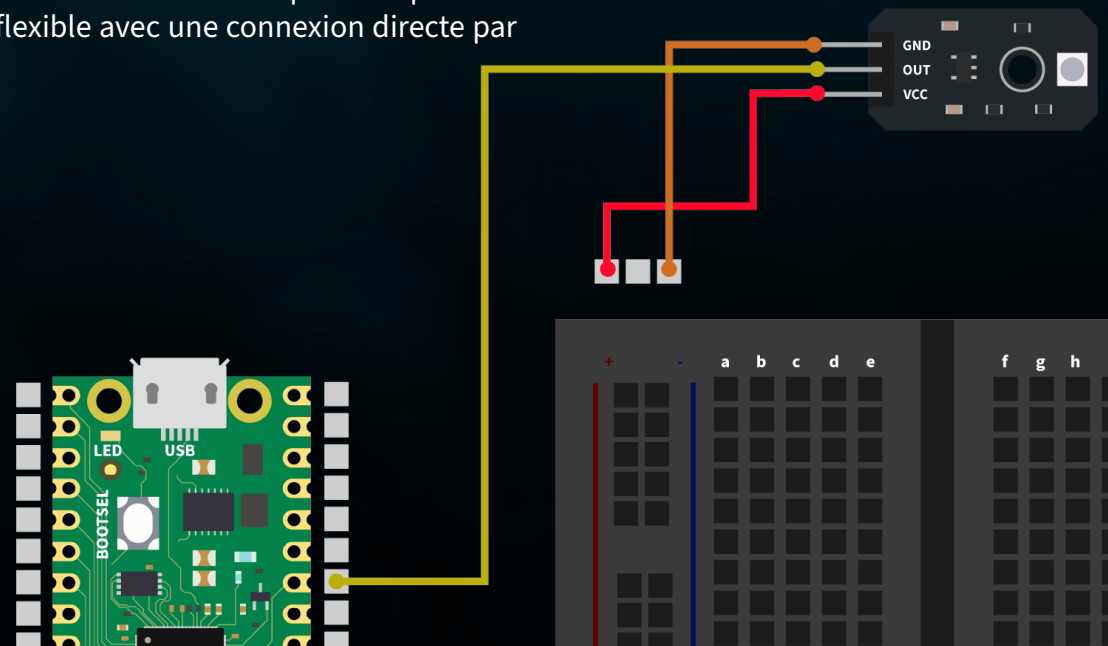 flexible avec une connexion directe par
GND
OUT
VCC
+ - a b c d e f g h
LED USB
BOOTSEL